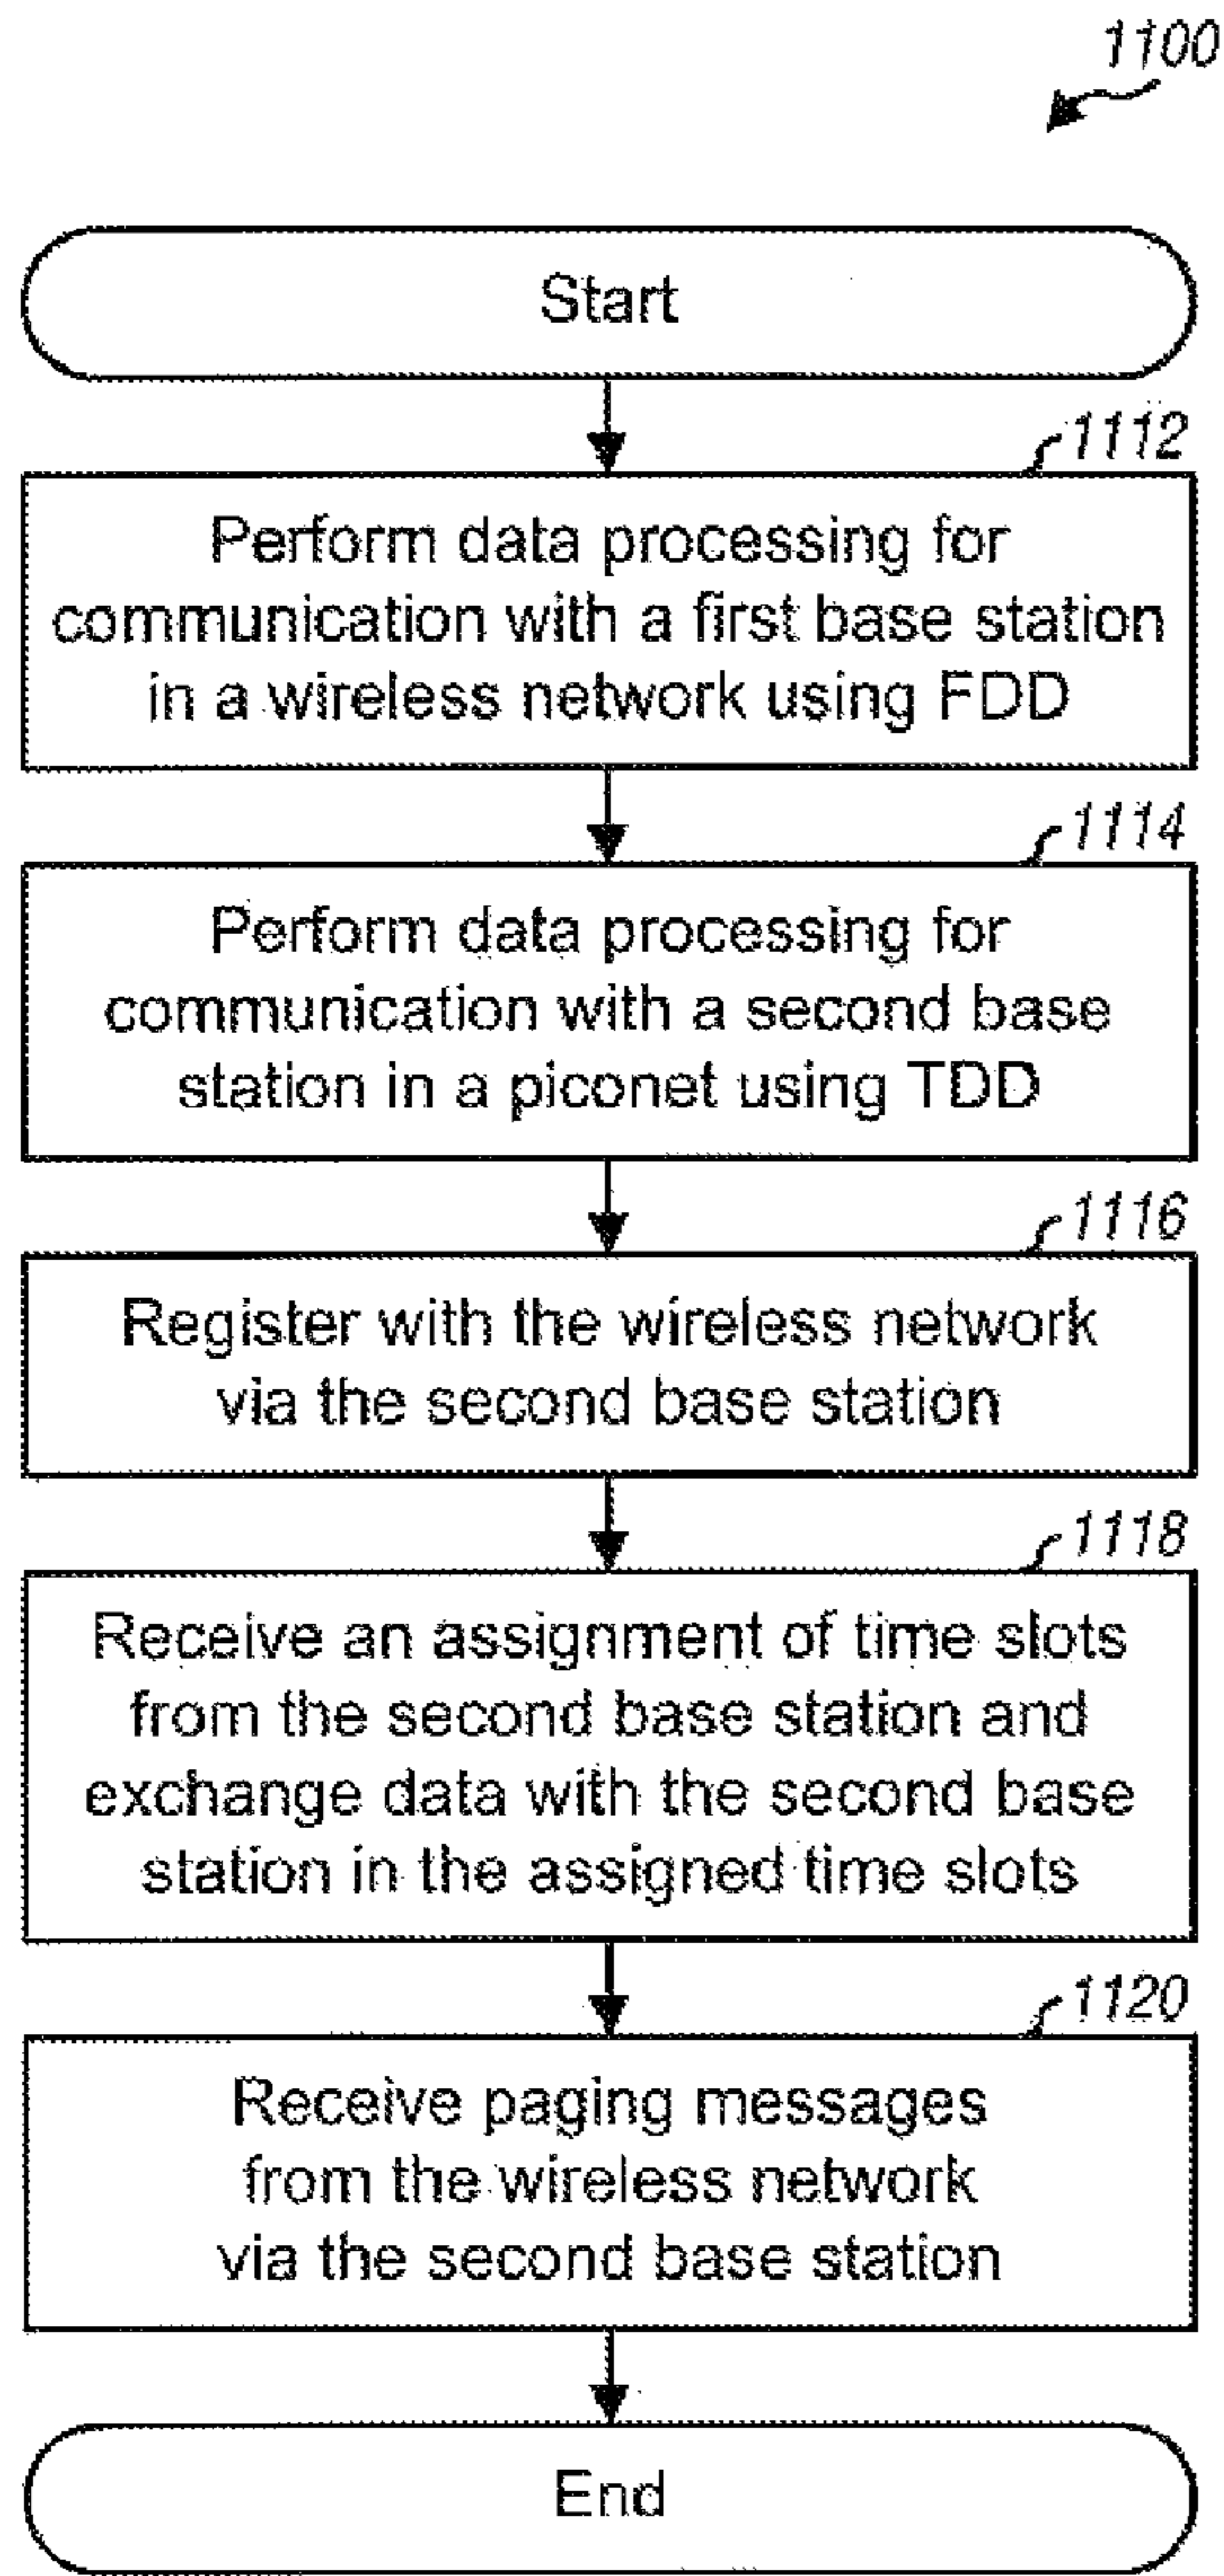 1100
Start
1112
Perform data processing for
communication with a first base station
in a wireless network using FDD
1114
Perform data processing for
communication with a second base
station in a piconet using TDD
1116
Register with the wireless network
via the second base station
1118
Receive an assignment of time slots
from the second base station and
exchange data with the second base
station in the assigned time slots
1120
Receive paging messages
from the wireless network
via the second base station
End